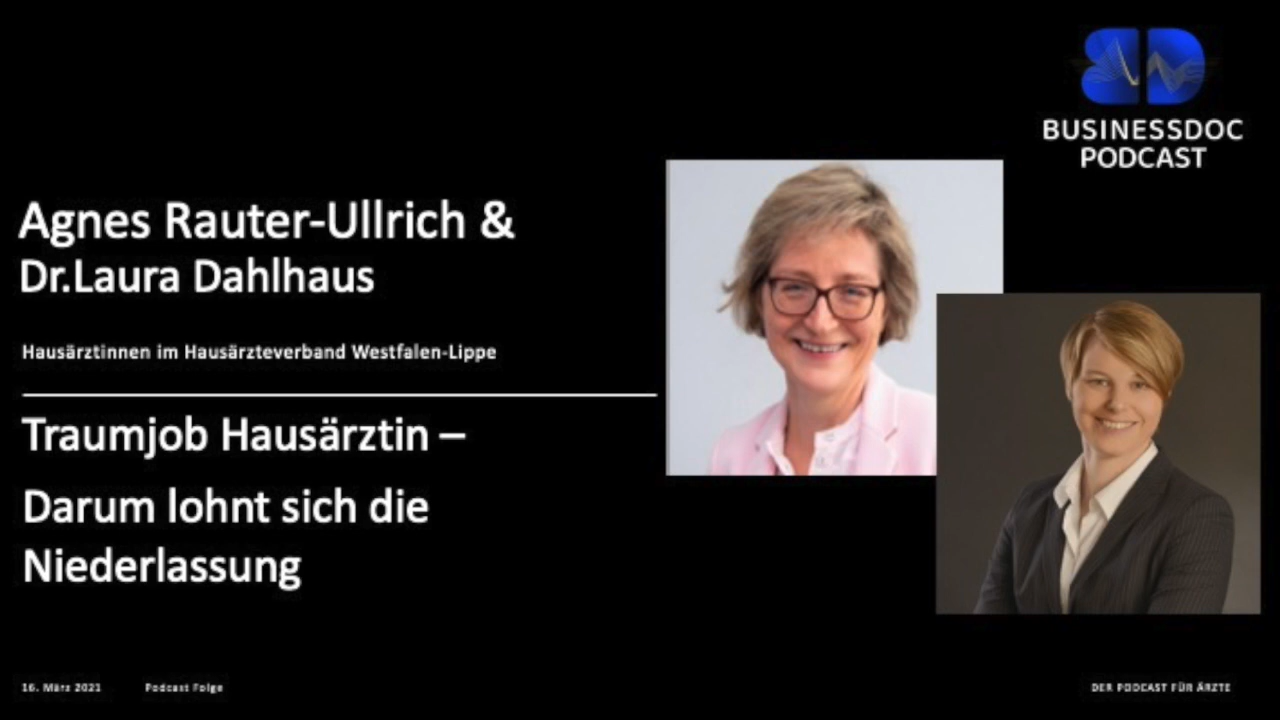 BUSINESSDOC
PODCAST
Agnes Rauter-Ullrich &
Dr.Laura Dahlhaus
Hausärztinnen im Hausärzteverband Westfalen-Lippe
Traumjob Hausärztin –
Darum lohnt sich die
Niederlassung
16. März 2021 Podcast Folge
DER PODCAST FÜR ÄRZTE